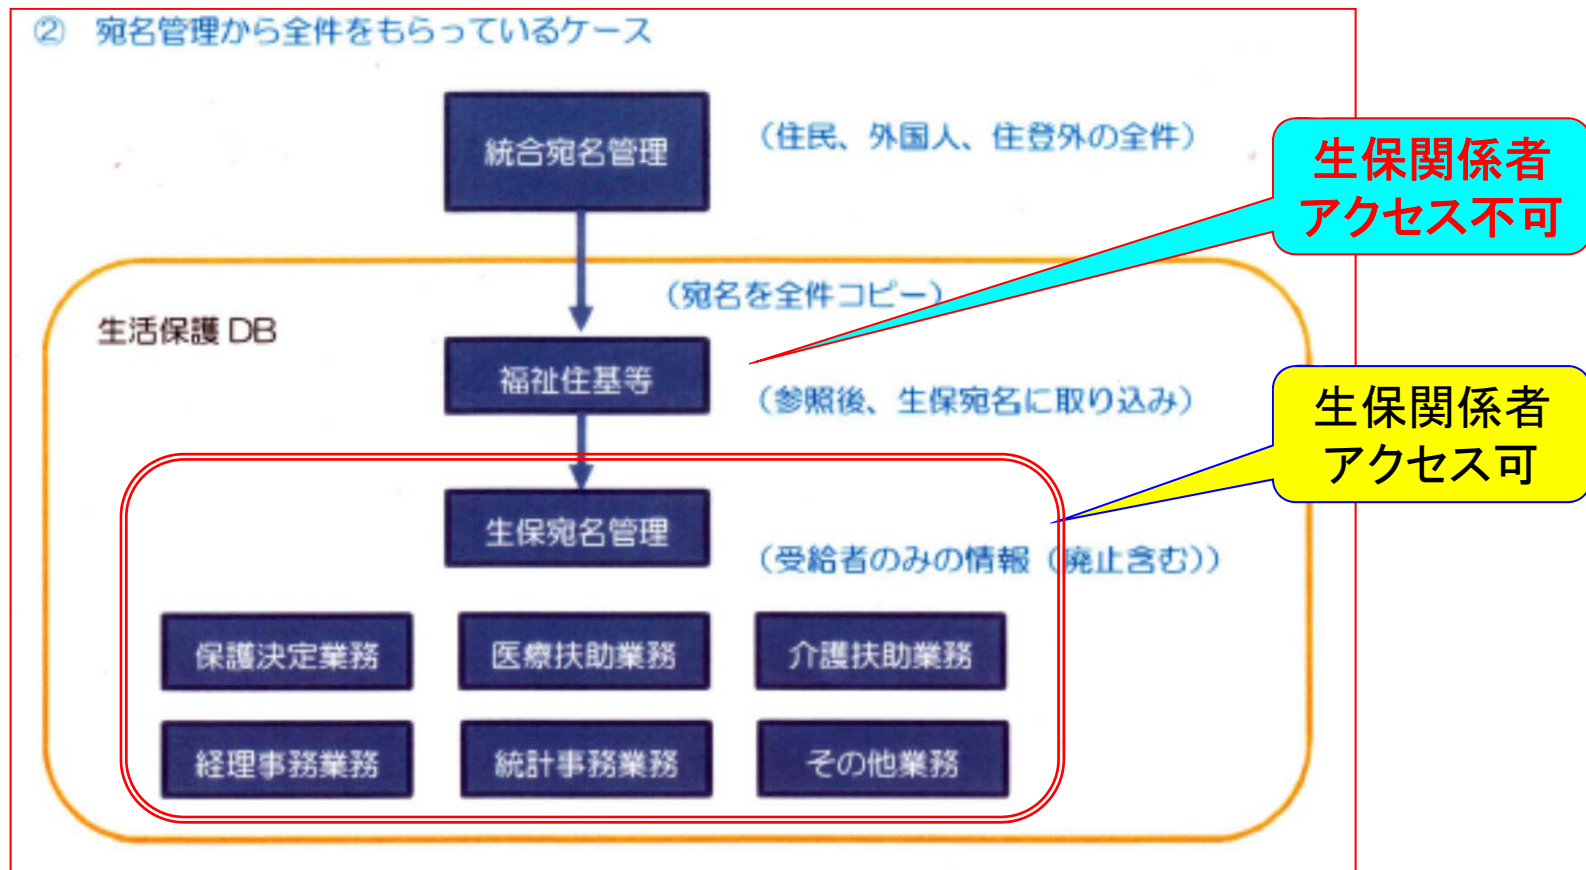 ② 宛名管理から全件をもらっているケース
統合宛名管理
（住民、外国人、住登外の全件）
生保関係者
アクセス不可
（宛名を全件コピー）
生活保護 DB
福祉住基等
（参照後、生保宛名に取り込み）
生保関係者
アクセス可
生保宛名管理
（受給者のみの情報（廃止含む））
保護決定業務
医療扶助業務
介護扶助業務
経理事務業務
統計事務業務
その他業務